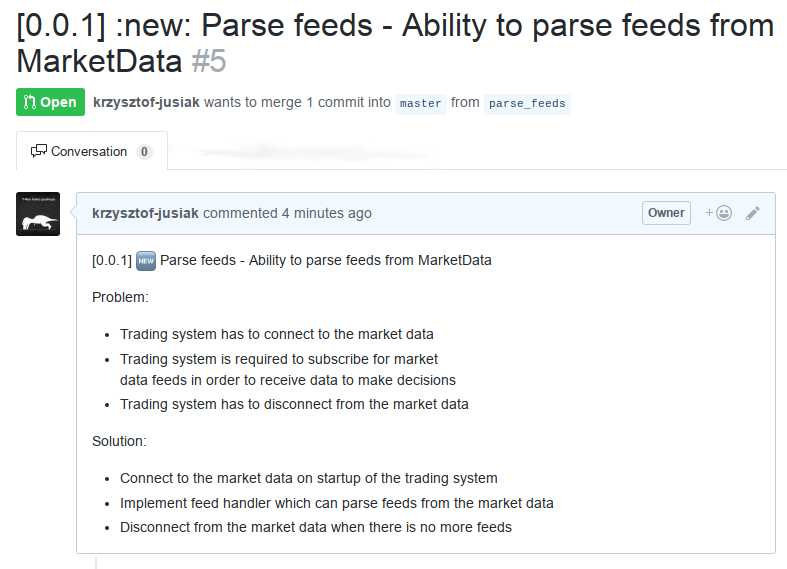 [0.0.1] :new: Parse feeds - Ability to parse feeds from
MarketData #5
Open krzysztof-jusiak wants to merge 1 commit into master from parse_feeds
Conversation 0
krzysztof-jusiak commented 4 minutes ago Owner +
[0.0.1] NEW Parse feeds - Ability to parse feeds from MarketData
Problem:
• Trading system has to connect to the market data
• Trading system is required to subscribe for market
data feeds in order to receive data to make decisions
• Trading system has to disconnect from the market data
Solution:
• Connect to the market data on startup of the trading system
• Implement feed handler which can parse feeds from the market data
• Disconnect from the market data when there is no more feeds